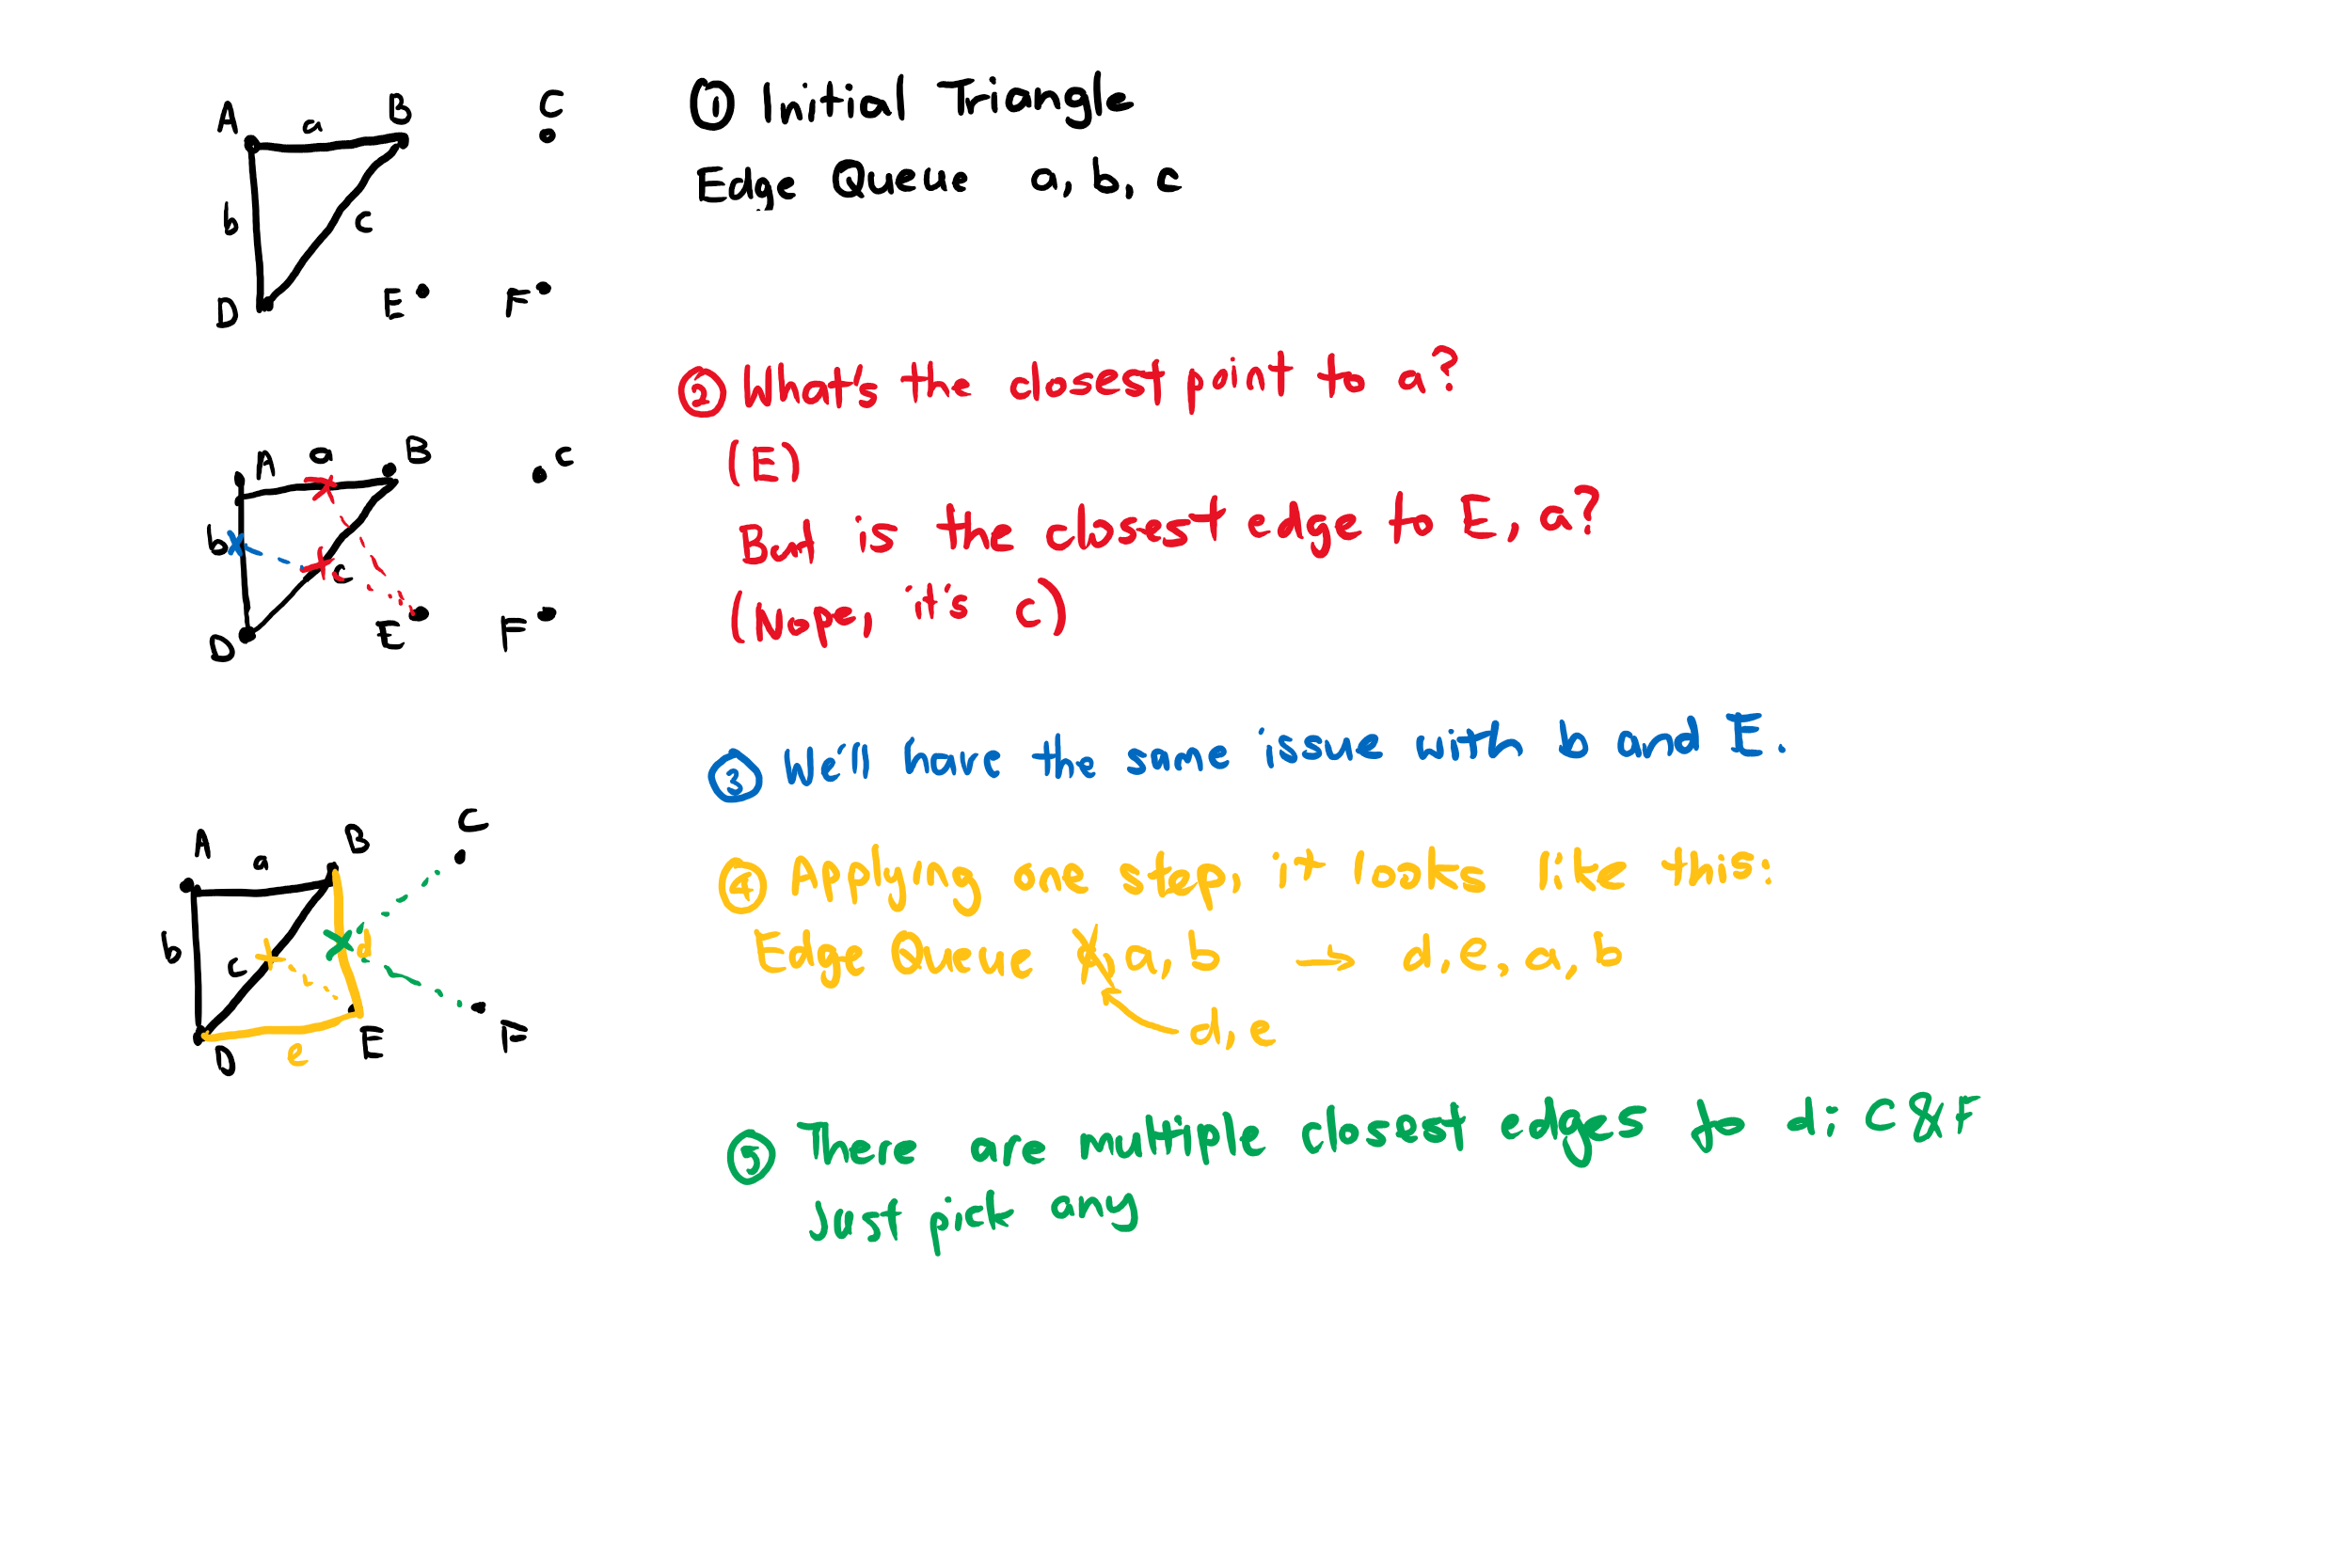 A a B C
b c
D E F
① Initial Triangle
Edge Queue a, b, c
② What's the closest point to a?
(E)
But is the closest edge to E, a?
(Nope, it's c)
A a B C
b c
D E F
③ We'll have the same issue with b and E.
④ Applying one step, it looks like this:
Edge Queue a, b → d, e, a, b
d, e
A a B C
b c d
D e E F
⑤ There are multiple closest edges to d: C & F
Just pick any